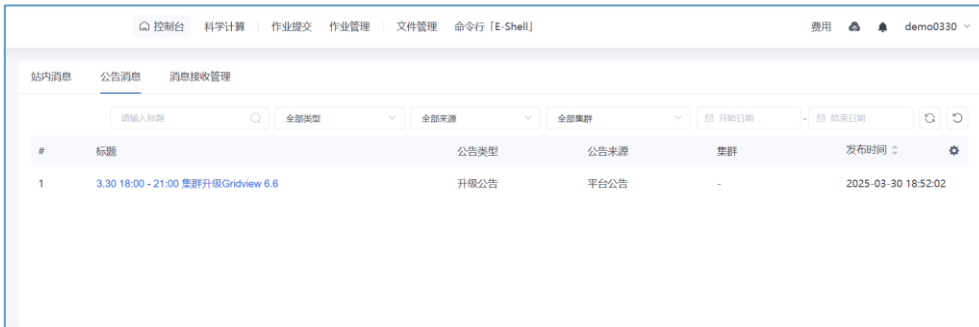 控制台 科学计算 作业提交 作业管理 文件管理 命令行「E-Shell」 费用 demo0330
站内消息 公告消息 消息接收管理
请输入标题 全部类型 全部来源 全部集群 开始日期 - 结束日期
# 标题 公告类型 公告来源 集群 发布时间
1 3.30 18:00 - 21:00 集群升级Gridview 6.6 升级公告 平台公告 - 2025-03-30 18:52:02